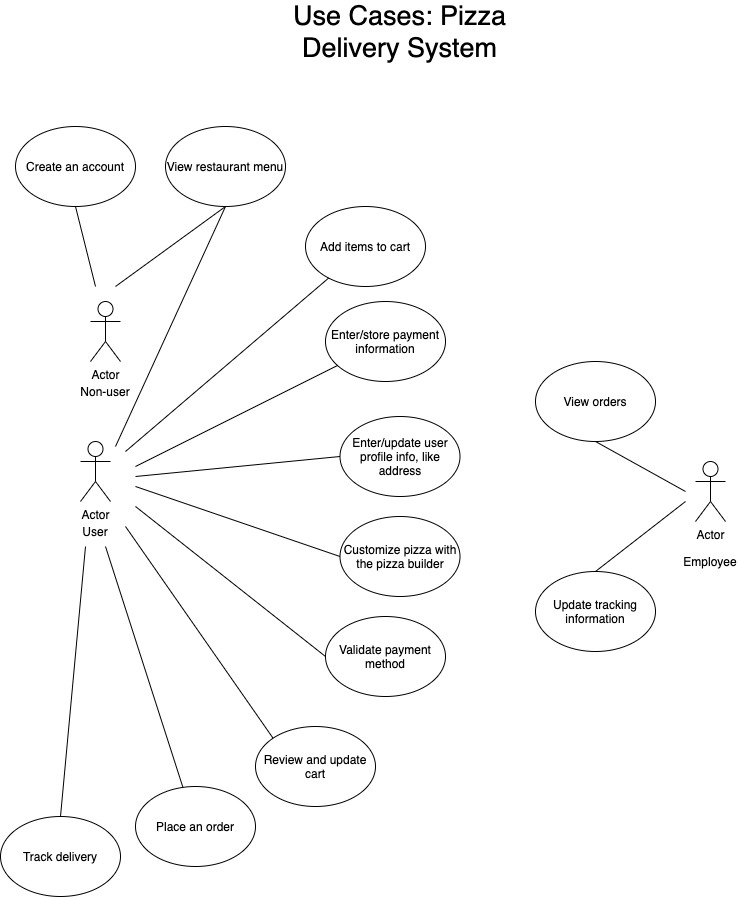 Use Cases: Pizza
Delivery System
Create an account
View restaurant menu
Add items to cart
Actor
Non-user
Enter/store payment
information
View orders
Enter/update user
profile info, like
address
Actor
User
Actor
Employee
Customize pizza with
the pizza builder
Update tracking
information
Validate payment
method
Review and update
cart
Place an order
Track delivery